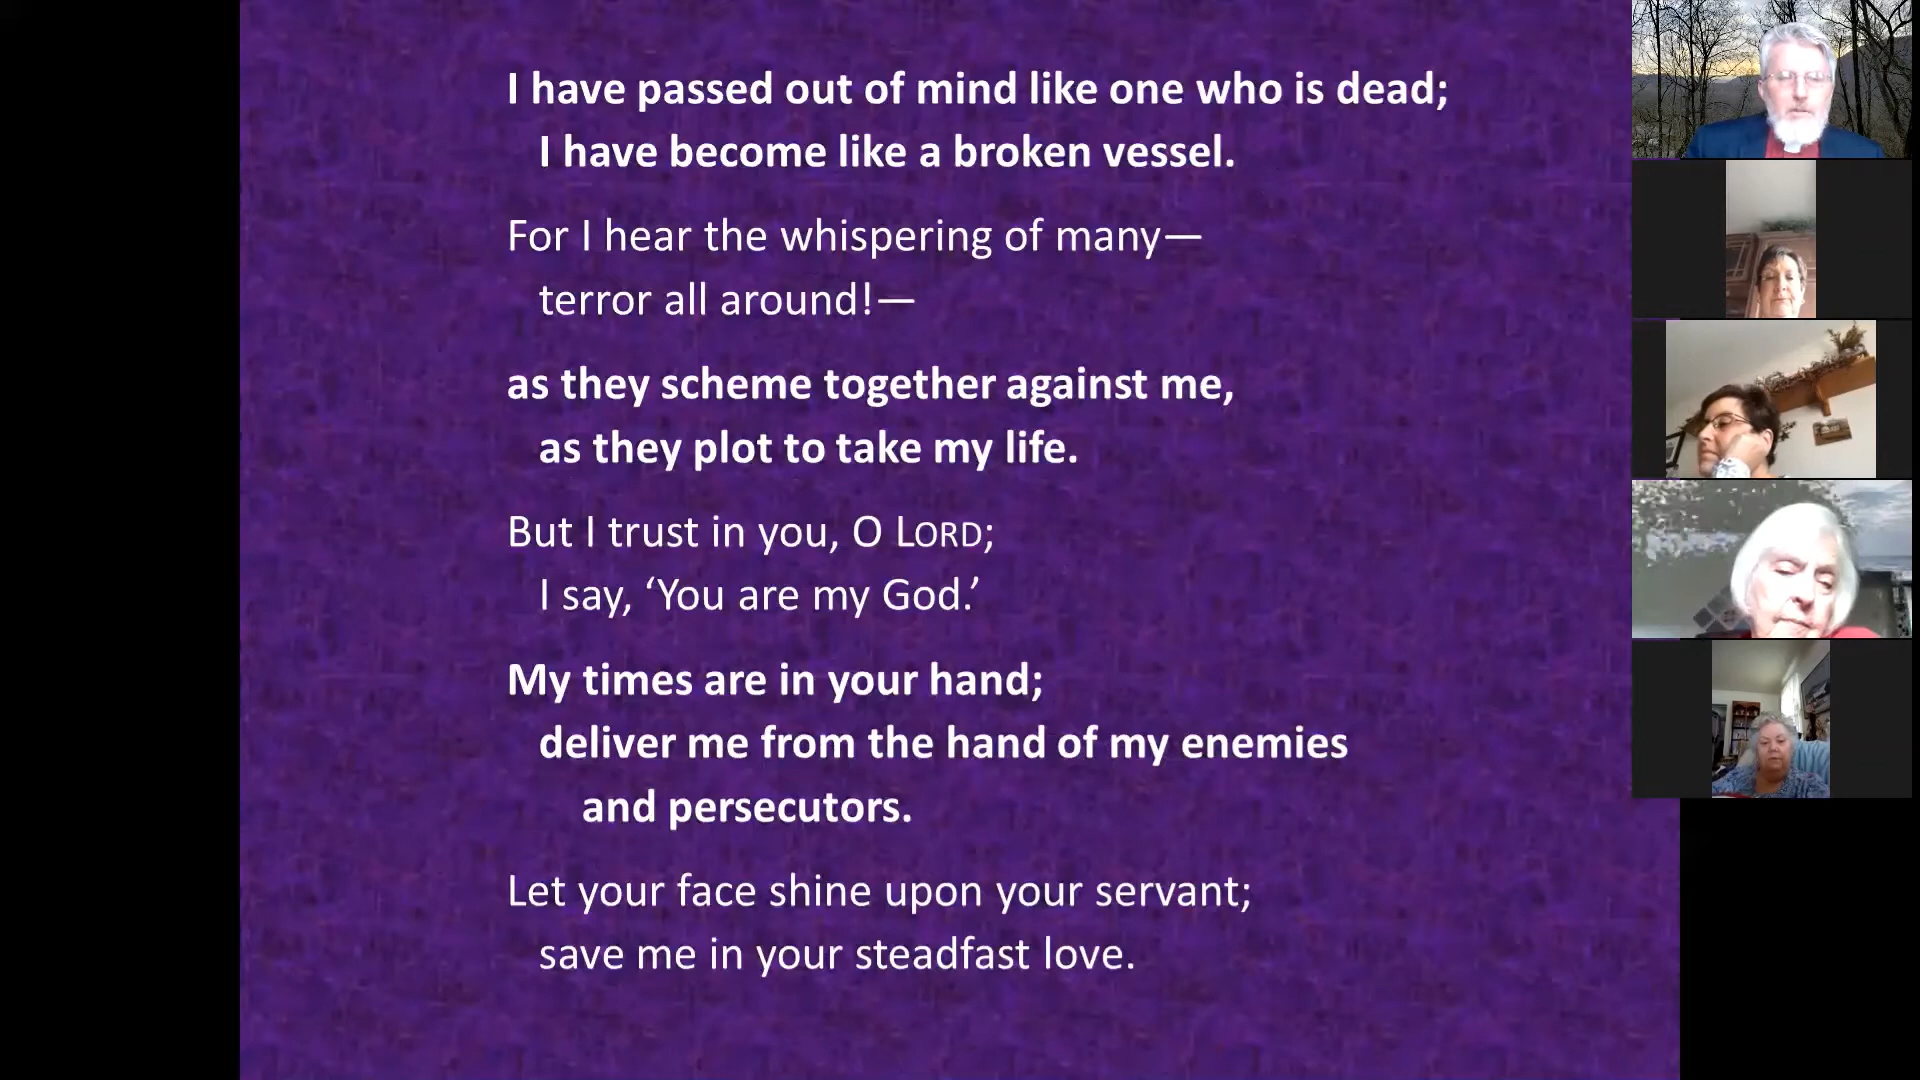 I have passed out of mind like one who is dead;
I have become like a broken vessel.
For I hear the whispering of many—
terror all around!—
as they scheme together against me,
as they plot to take my life.
But I trust in you, O LORD;
I say, ‘You are my God.’
My times are in your hand;
deliver me from the hand of my enemies
and persecutors.
Let your face shine upon your servant;
save me in your steadfast love.